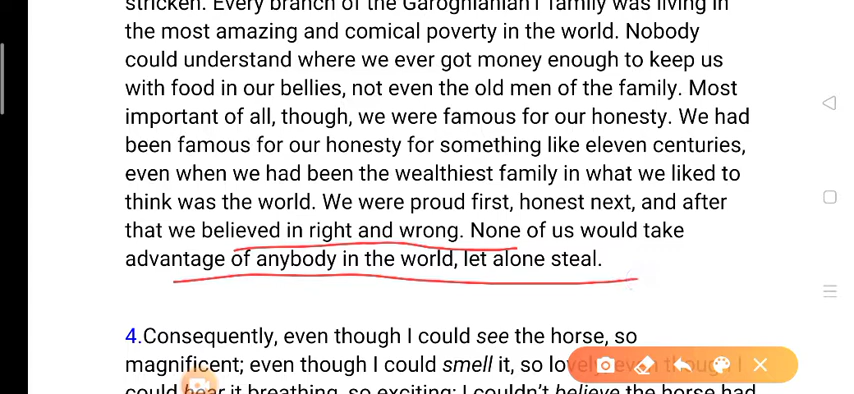 stricken. Every branch of the Garoghlanian family was living in
the most amazing and comical poverty in the world. Nobody
could understand where we ever got money enough to keep us
with food in our bellies, not even the old men of the family. Most
important of all, though, we were famous for our honesty. We had
been famous for our honesty for something like eleven centuries,
even when we had been the wealthiest family in what we liked to
think was the world. We were proud first, honest next, and after
that we believed in right and wrong. None of us would take
advantage of anybody in the world, let alone steal.
4.Consequently, even though I could see the horse, so
magnificent; even though I could smell it, so lovely; even though I
could hear it breathing, so exciting; I couldn't believe the horse had